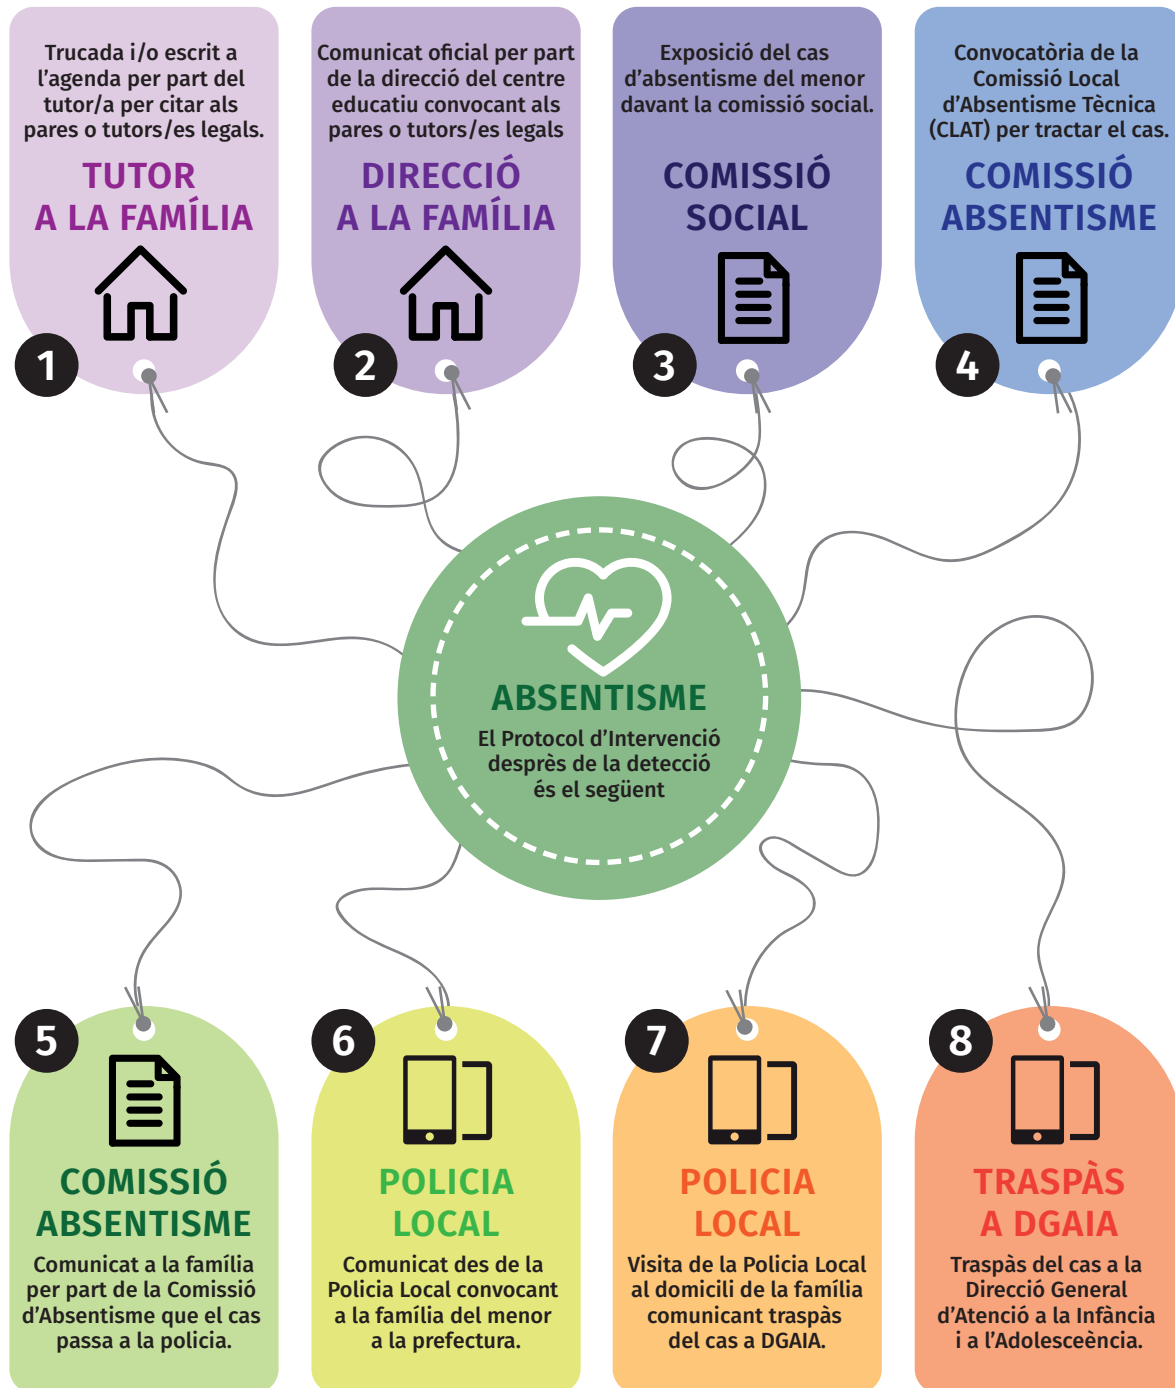 Trucada i/o escrit a
l’agenda per part del
tutor/a per citar als
pares o tutors/es legals.
TUTOR
A LA FAMÍLIA
1
Comunicat oficial per part
de la direcció del centre
educatiu convocant als
pares o tutors/es legals
DIRECCIÓ
A LA FAMÍLIA
2
Exposició del cas
d’absentisme del menor
davant la comissió social.
COMISSIÓ
SOCIAL
3
Convocatòria de la
Comissió Local
d’Absentisme Tècnica
(CLAT) per tractar el cas.
COMISSIÓ
ABSENTISME
4
ABSENTISME
El Protocol d’Intervenció
desprès de la detecció
és el següent
5
COMISSIÓ
ABSENTISME
Comunicat a la família
per part de la Comissió
d’Absentisme que el cas
passa a la policia.
6
POLICIA
LOCAL
Comunicat des de la
Policia Local convocant
a la família del menor
a la prefectura.
7
POLICIA
LOCAL
Visita de la Policia Local
al domicili de la família
comunicant traspàs
del cas a DGAIA.
8
TRASPÀS
A DGAIA
Traspàs del cas a la
Direcció General
d’Atenció a la Infància
i a l’Adolesceència.